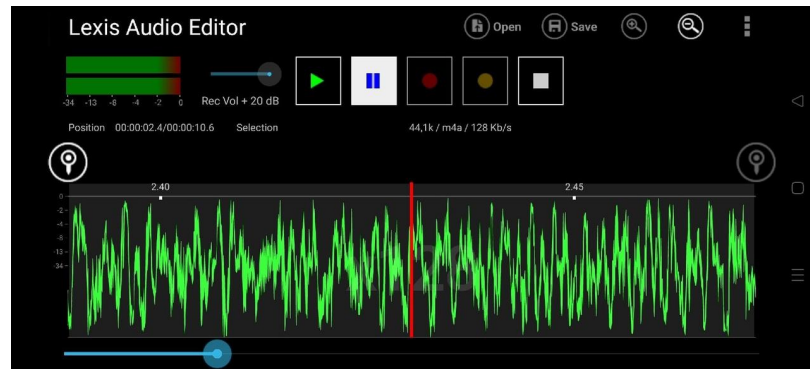 Lexis Audio Editor
Open
Save
-34 -13 -8 -4 -2 0
Rec Vol + 20 dB
Position 00:00:02.4/00:00:10.6 Selection 44,1k / m4a / 128 Kb/s
2.40 2.45
0
-2
-4
-8
-13
-34